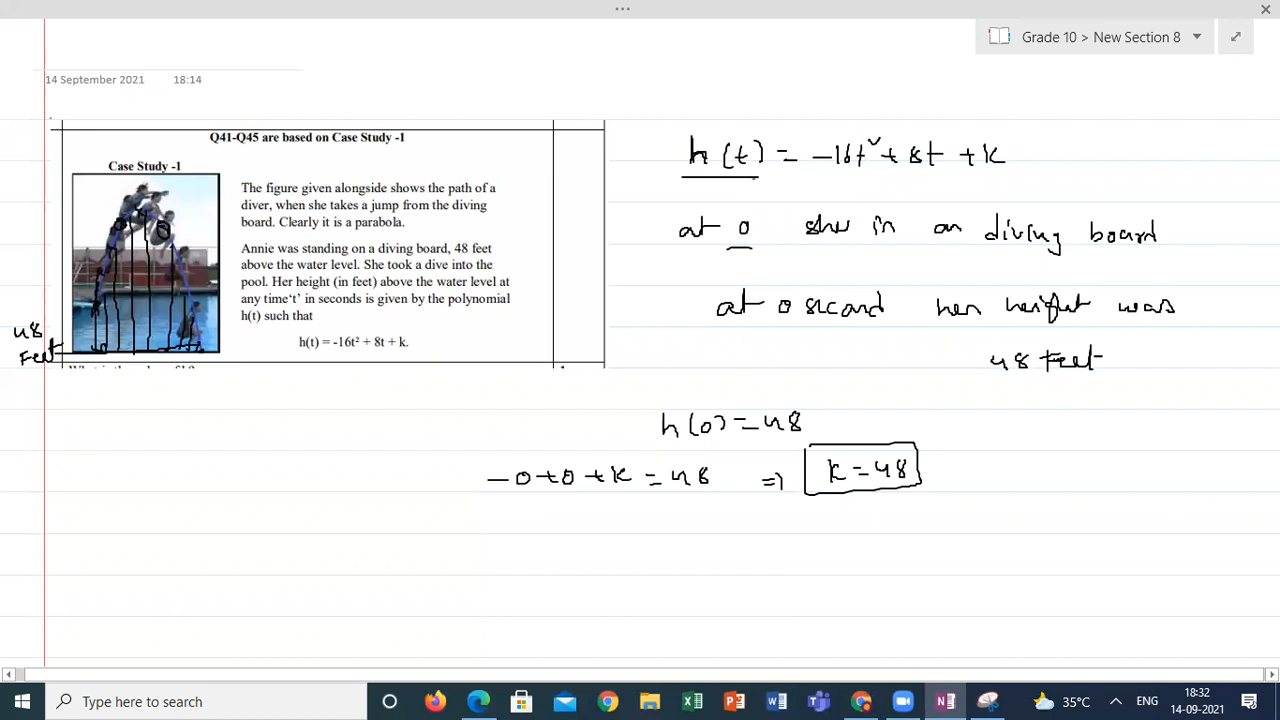 Grade 10 > New Section 8
14 September 2021 18:14
Q41-Q45 are based on Case Study -1
Case Study -1
The figure given alongside shows the path of a
diver, when she takes a jump from the diving
board. Clearly it is a parabola.
Annie was standing on a diving board, 48 feet
above the water level. She took a dive into the
pool. Her height (in feet) above the water level at
any time‘t’ in seconds is given by the polynomial
h(t) such that
h(t) = -16t² + 8t + k.
48
Feet
h(t) = -16t² + 8t + k
at 0 she in on diving board
at 0 second her height was
48 Feet
h(0) = 48
-0+0+k = 48 ⇒ k = 48
Type here to search
35°C ENG 18:32
14-09-2021